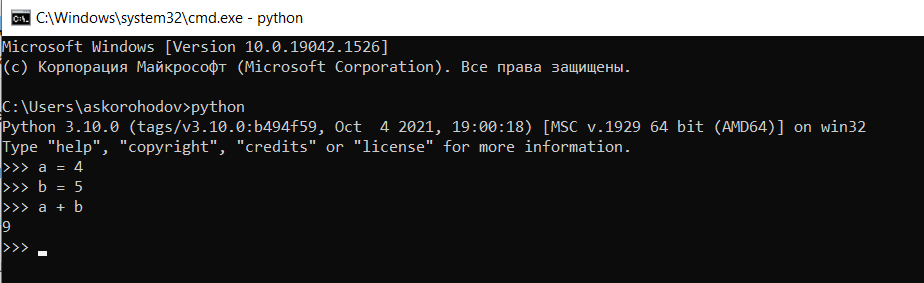 C:\Windows\system32\cmd.exe - python
Microsoft Windows [Version 10.0.19042.1526]
(c) Корпорация Майкрософт (Microsoft Corporation). Все права защищены.
C:\Users\askorohodov>python
Python 3.10.0 (tags/v3.10.0:b494f59, Oct  4 2021, 19:00:18) [MSC v.1929 64 bit (AMD64)] on win32
Type "help", "copyright", "credits" or "license" for more information.
>>> a = 4
>>> b = 5
>>> a + b
9
>>>